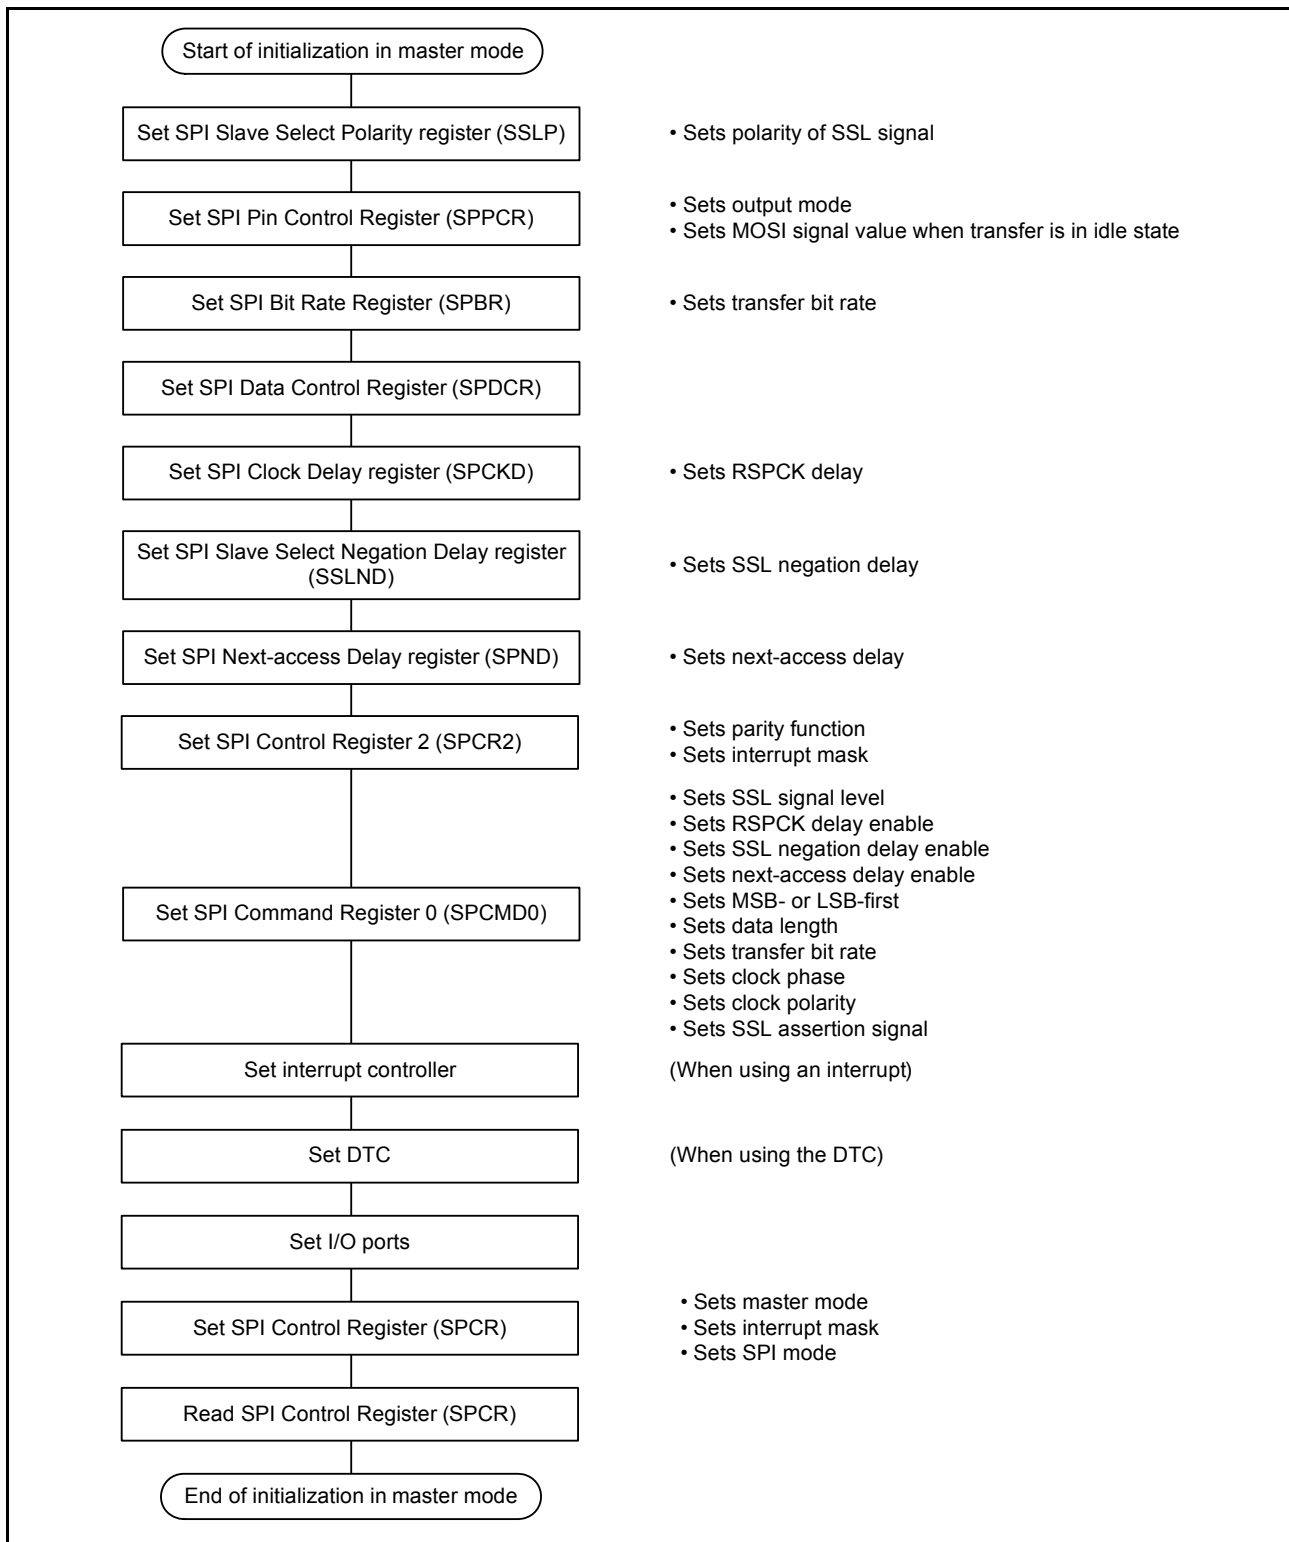 Start of initialization in master mode
Set SPI Slave Select Polarity register (SSLP)
• Sets polarity of SSL signal
Set SPI Pin Control Register (SPPCR)
• Sets output mode
• Sets MOSI signal value when transfer is in idle state
Set SPI Bit Rate Register (SPBR)
• Sets transfer bit rate
Set SPI Data Control Register (SPDCR)
Set SPI Clock Delay register (SPCKD)
• Sets RSPCK delay
Set SPI Slave Select Negation Delay register
(SSLND)
• Sets SSL negation delay
Set SPI Next-access Delay register (SPND)
• Sets next-access delay
Set SPI Control Register 2 (SPCR2)
• Sets parity function
• Sets interrupt mask
Set SPI Command Register 0 (SPCMD0)
• Sets SSL signal level
• Sets RSPCK delay enable
• Sets SSL negation delay enable
• Sets next-access delay enable
• Sets MSB- or LSB-first
• Sets data length
• Sets transfer bit rate
• Sets clock phase
• Sets clock polarity
• Sets SSL assertion signal
Set interrupt controller
(When using an interrupt)
Set DTC
(When using the DTC)
Set I/O ports
Set SPI Control Register (SPCR)
• Sets master mode
• Sets interrupt mask
• Sets SPI mode
Read SPI Control Register (SPCR)
End of initialization in master mode